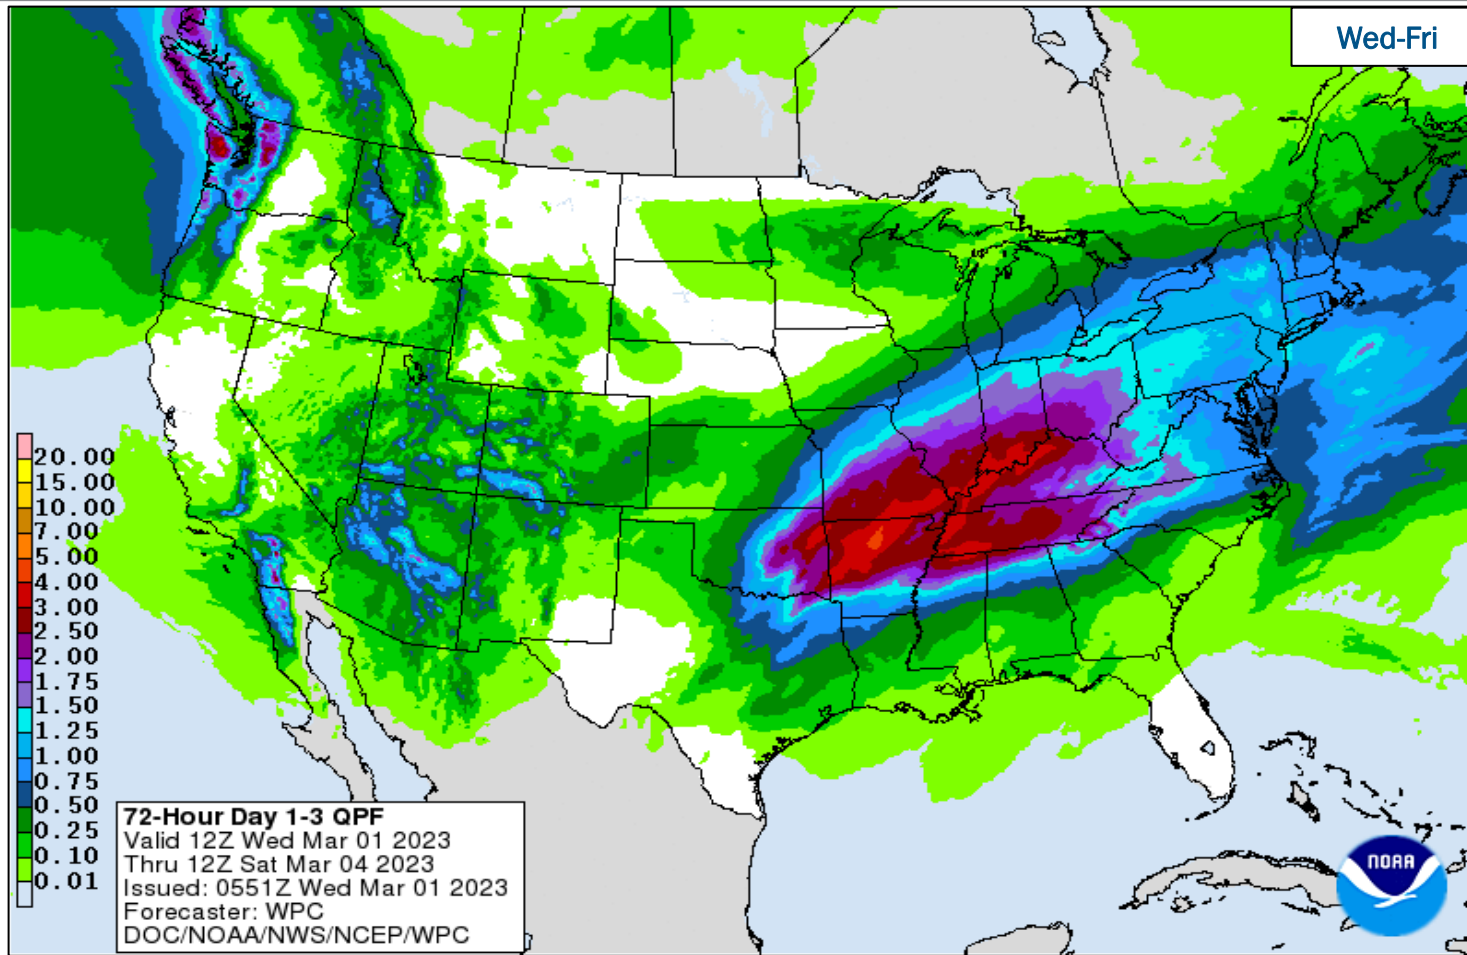 Wed-Fri
20.00
15.00
10.00
7.00
5.00
4.00
3.00
2.50
2.00
1.75
1.50
1.25
1.00
0.75
0.50
0.25
0.10
0.01
72-Hour Day 1-3 QPF
Valid 12Z Wed Mar 01 2023
Thru 12Z Sat Mar 04 2023
Issued: 0551Z Wed Mar 01 2023
Forecaster: WPC
DOC/NOAA/NWS/NCEP/WPC
NOAA